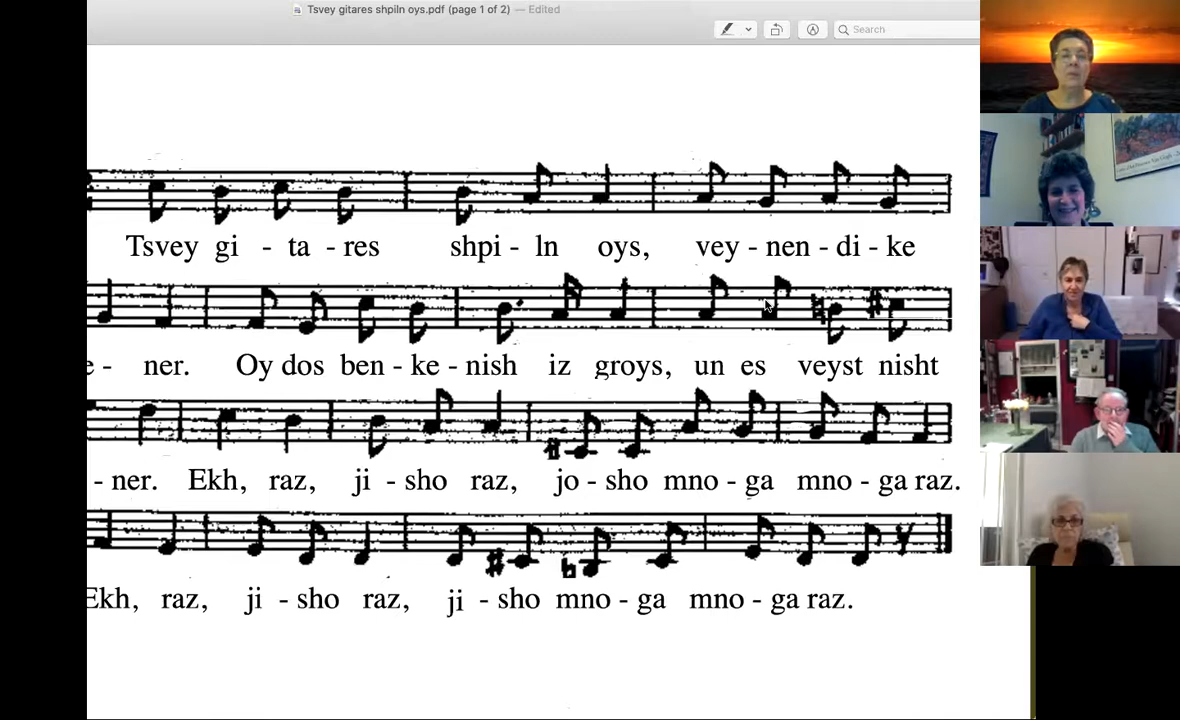 Tsvey gitares shpiln oys.pdf (page 1 of 2) — Edited
Search
Tsvey gi - ta - res shpi - ln oys, vey - nen - di - ke
e - ner. Oy dos ben - ke - nish iz groys, un es veyst nisht
- ner. Ekh, raz, ji - sho raz, jo - sho mno - ga mno - ga raz.
Ekh, raz, ji - sho raz, ji - sho mno - ga mno - ga raz.